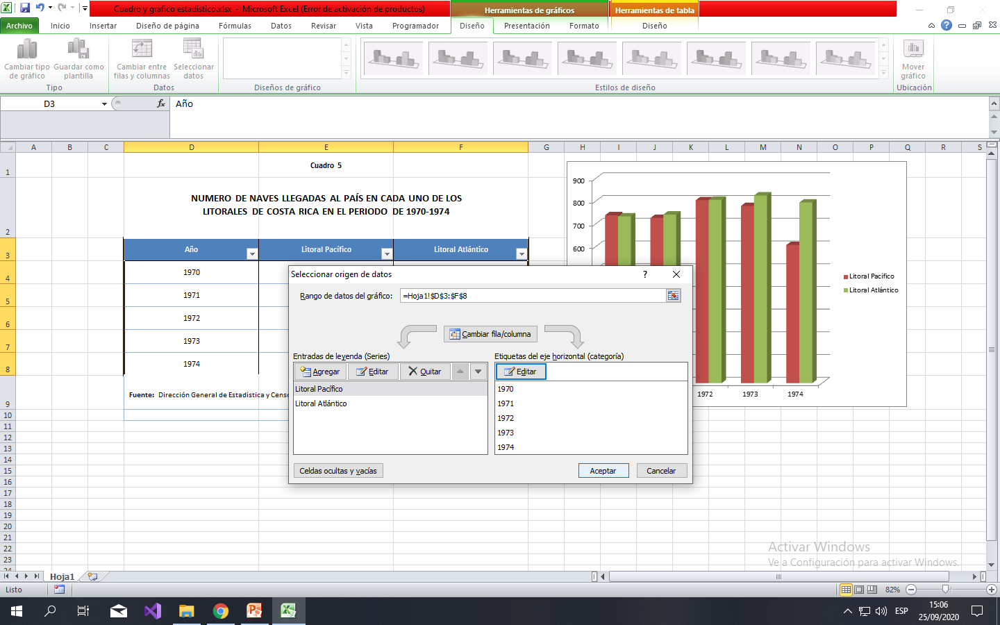 Cuadro y grafico estadistico.xlsx - Microsoft Excel (Error de activación de productos)
Herramientas de gráficos
Herramientas de tabla
Archivo
Inicio
Insertar
Diseño de página
Fórmulas
Datos
Revisar
Vista
Programador
Diseño
Presentación
Formato
Diseño
Cambiar tipo
de gráfico
Guardar como
plantilla
Tipo
Cambiar entre
filas y columnas
Seleccionar
datos
Datos
Diseños de gráfico
Estilos de diseño
Mover
gráfico
Ubicación
D3
fx
Año
A B C D E F G H I J K L M N O P Q R S
1
Cuadro 5
2
NUMERO DE NAVES LLEGADAS AL PAÍS EN CADA UNO DE LOS
LITORALES DE COSTA RICA EN EL PERIODO DE 1970-1974
3
Año
Litoral Pacífico
Litoral Atlántico
4
1970
5
1971
6
1972
7
1973
8
1974
9
Fuente: Dirección General de Estadística y Censo
10
11
12
13
14
15
16
17
18
19
20
21
22
23
24
900
800
700
600
1972
1973
1974
Litoral Pacífico
Litoral Atlántico
Seleccionar origen de datos
?
Rango de datos del gráfico:
=Hoja1!$D$3:$F$8
Cambiar fila/columna
Entradas de leyenda (Series)
Agregar
Editar
Quitar
Litoral Pacífico
Litoral Atlántico
Etiquetas del eje horizontal (categoría)
Editar
1970
1971
1972
1973
1974
Celdas ocultas y vacías
Aceptar
Cancelar
Activar Windows
Ve a Configuración para activar Windows.
Hoja1
Listo
82%
ESP
15:06
25/09/2020